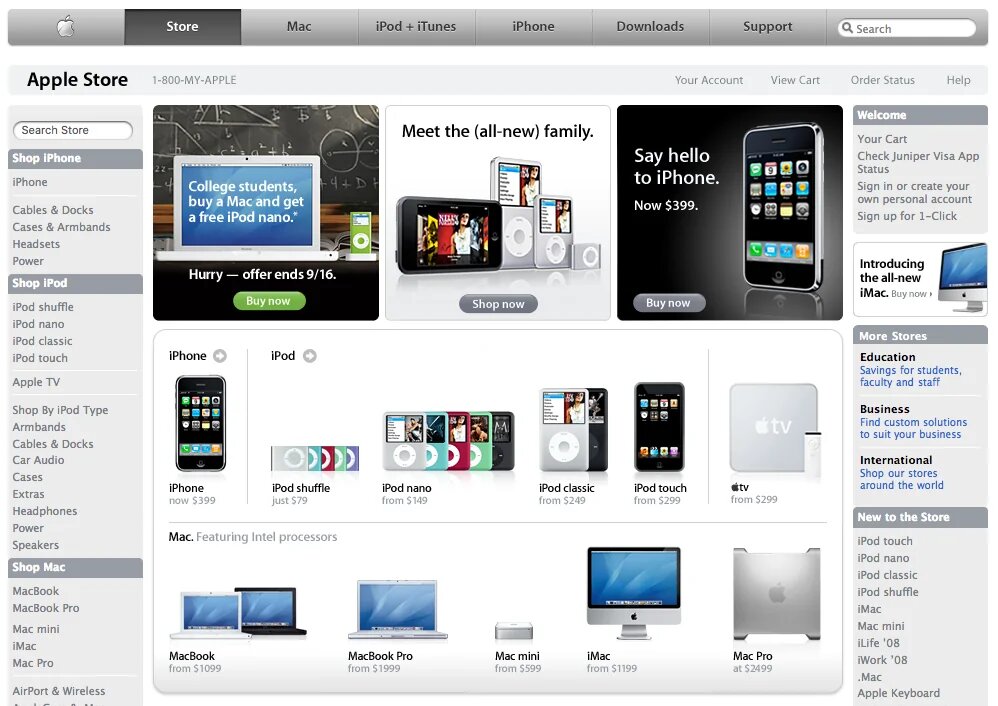 Store
Mac
iPod + iTunes
iPhone
Downloads
Support
Search
Apple Store
1-800-MY-APPLE
Your Account
View Cart
Order Status
Help
Search Store
Shop iPhone
iPhone
Cables & Docks
Cases & Armbands
Headsets
Power
Shop iPod
iPod shuffle
iPod nano
iPod classic
iPod touch
Apple TV
Shop By iPod Type
Armbands
Cables & Docks
Car Audio
Cases
Extras
Headphones
Power
Speakers
Shop Mac
MacBook
MacBook Pro
Mac mini
iMac
Mac Pro
AirPort & Wireless
College students,
buy a Mac and get
a free iPod nano.*
Hurry — offer ends 9/16.
Buy now
Meet the (all-new) family.
Shop now
Say hello
to iPhone.
Now $399.
Buy now
iPhone
iPod
iPhone
now $399
iPod shuffle
just $79
iPod nano
from $149
iPod classic
from $249
iPod touch
from $299
tv
tv
from $299
Mac. Featuring Intel processors
MacBook
from $1099
MacBook Pro
from $1999
Mac mini
from $599
iMac
from $1199
Mac Pro
at $2499
Welcome
Your Cart
Check Juniper Visa App
Status
Sign in or create your
own personal account
Sign up for 1-Click
Introducing
the all-new
iMac. Buy now ›
More Stores
Education
Savings for students,
faculty and staff
Business
Find custom solutions
to suit your business
International
Shop our stores
around the world
New to the Store
iPod touch
iPod nano
iPod classic
iPod shuffle
iMac
Mac mini
iLife '08
iWork '08
.Mac
Apple Keyboard